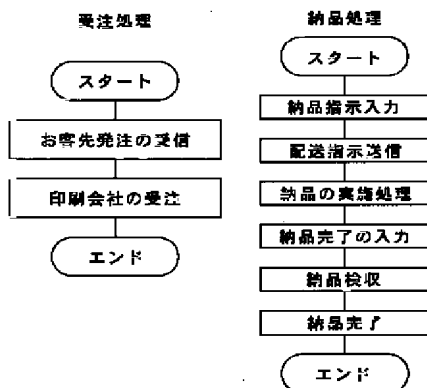 受注処理
スタート
お客先発注の受信
印刷会社の受注
エンド
納品処理
スタート
納品指示入力
配送指示送信
納品の実施処理
納品完了の入力
納品検収
納品完了
エンド